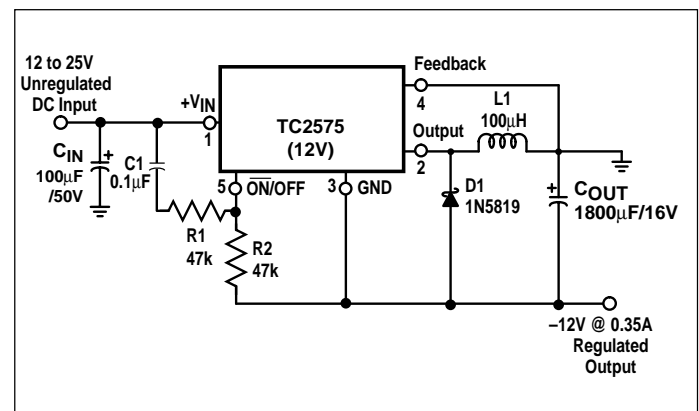 12 to 25V
Unregulated
DC Input
+VIN
1
CIN
+
100µF
/50V
C1
0.1µF
TC2575
(12V)
Feedback
4
Output
2
L1
100µH
5
ON/OFF
3
GND
R1
47k
R2
47k
D1
1N5819
+
COUT
1800µF/16V
–12V @ 0.35A
Regulated
Output